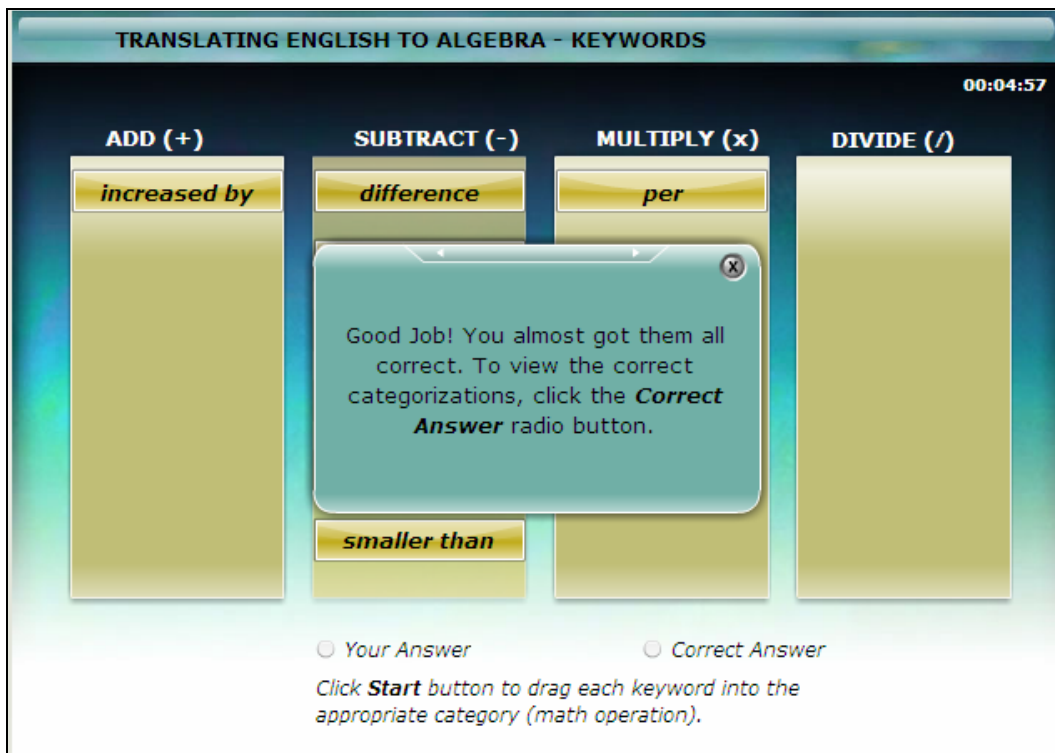 TRANSLATING ENGLISH TO ALGEBRA - KEYWORDS
00:04:57
ADD (+) SUBTRACT (-) MULTIPLY (x) DIVIDE (/)
increased by difference per
X
Good Job! You almost got them all
correct. To view the correct
categorizations, click the Correct
Answer radio button.
smaller than
Your Answer Correct Answer
Click Start button to drag each keyword into the
appropriate category (math operation).